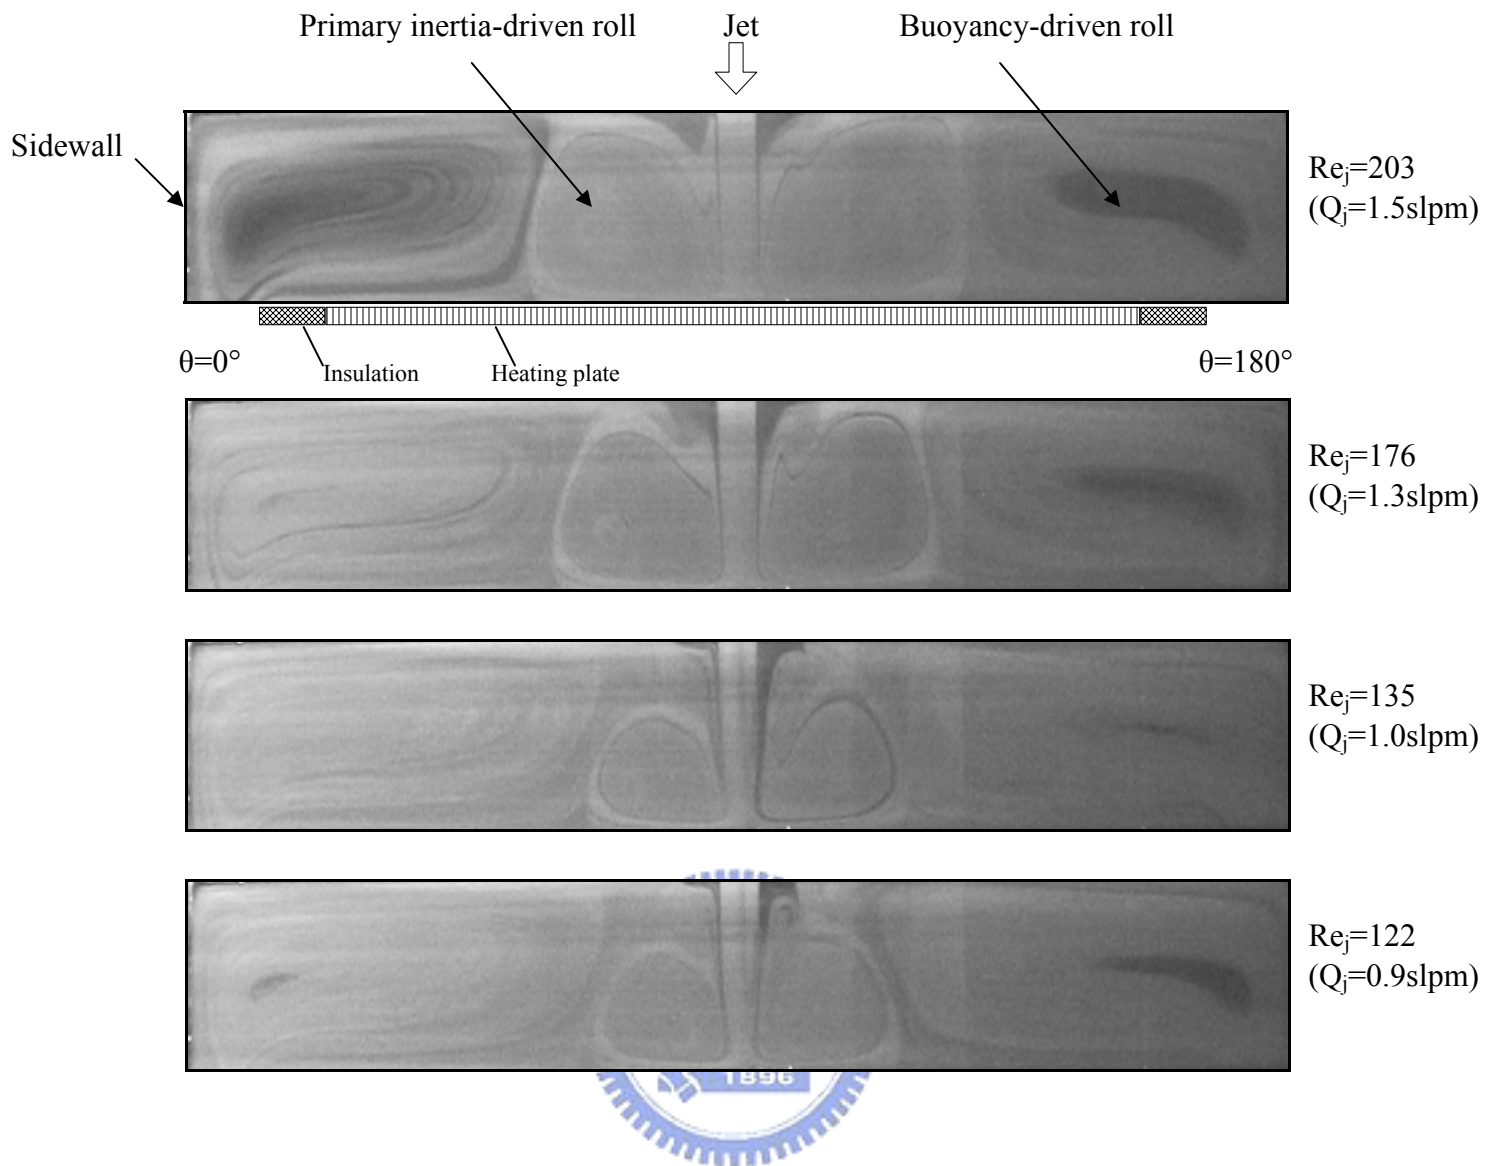 Primary inertia-driven roll
Jet
Buoyancy-driven roll
Sidewall
Rej=203
(Qj=1.5slpm)
θ=0°
Insulation
Heating plate
θ=180°
Rej=176
(Qj=1.3slpm)
Rej=135
(Qj=1.0slpm)
Rej=122
(Qj=0.9slpm)
1896